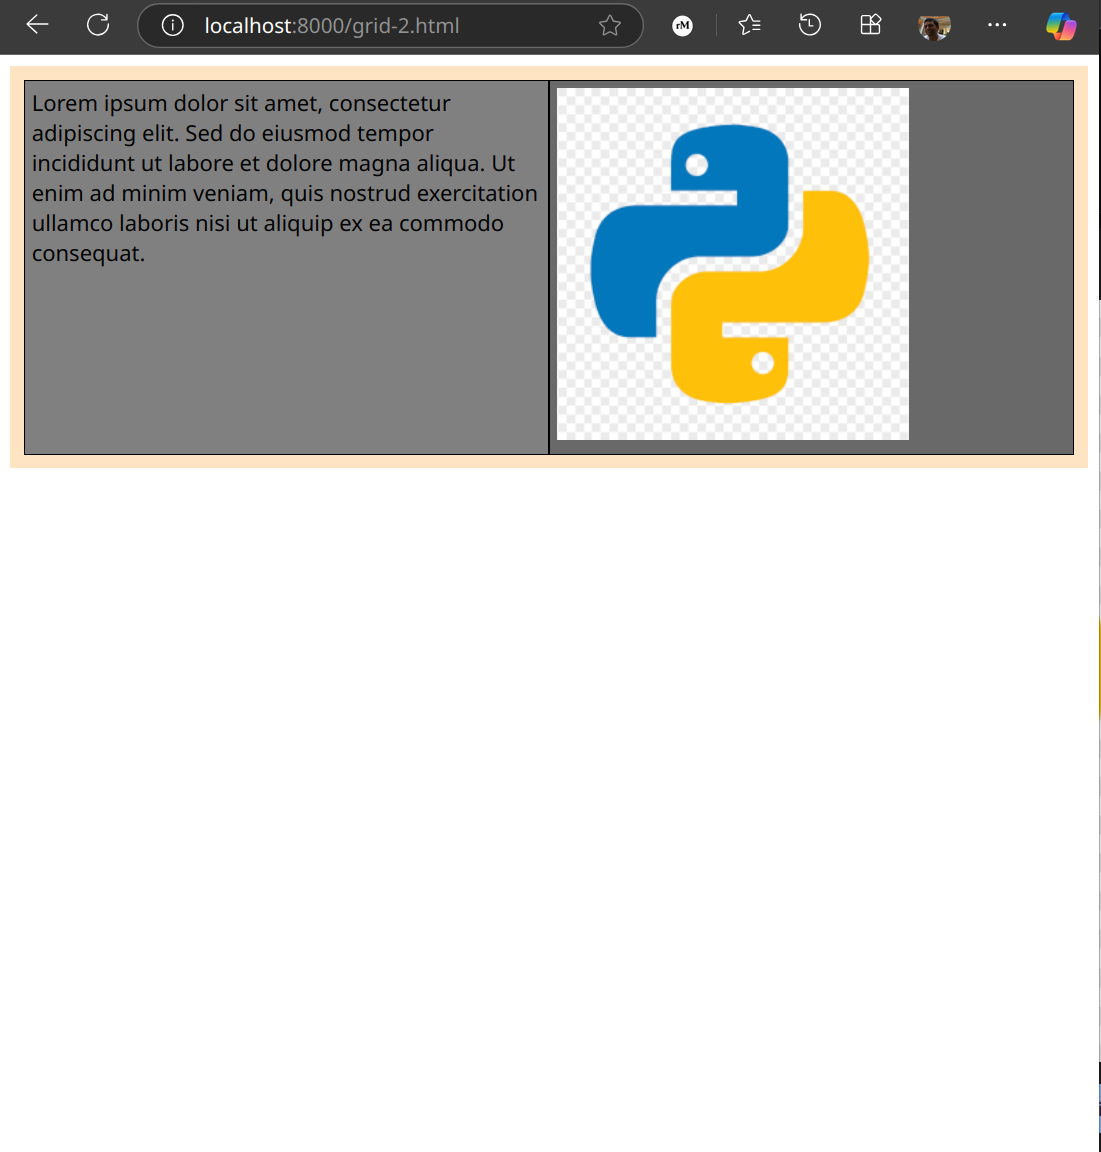 localhost:8000/grid-2.html
rM
Lorem ipsum dolor sit amet, consectetur
adipiscing elit. Sed do eiusmod tempor
incididunt ut labore et dolore magna aliqua. Ut
enim ad minim veniam, quis nostrud exercitation
ullamco laboris nisi ut aliquip ex ea commodo
consequat.